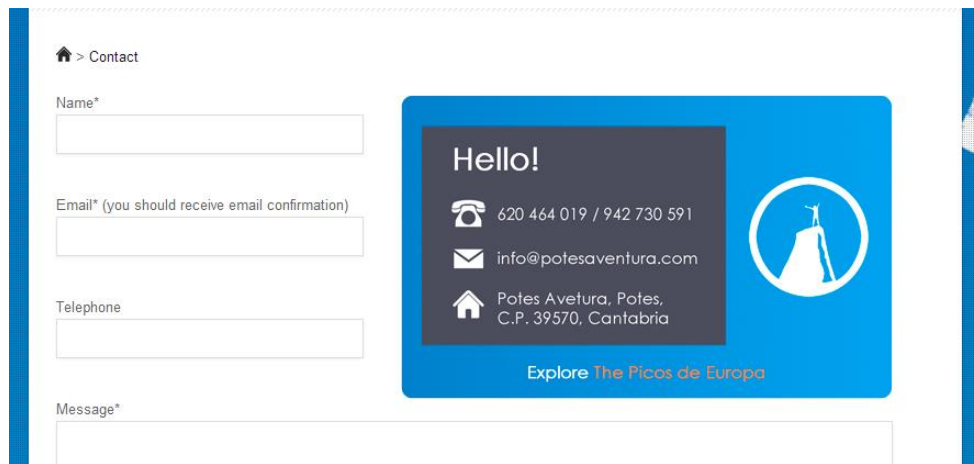 > Contact
Name*
Email* (you should receive email confirmation)
Telephone
Message*
Hello!
620 464 019 / 942 730 591
info@potesaventura.com
Potes Avetura, Potes,
C.P. 39570, Cantabria
Explore The Picos de Europa